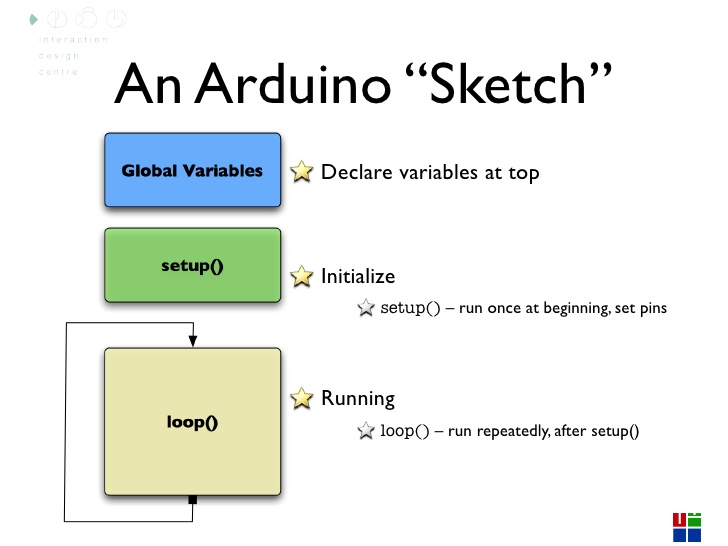 interaction
design
centre
An Arduino “Sketch”
Global Variables
Declare variables at top
setup()
Initialize
setup() – run once at beginning, set pins
Running
loop() – run repeatedly, after setup()
loop()